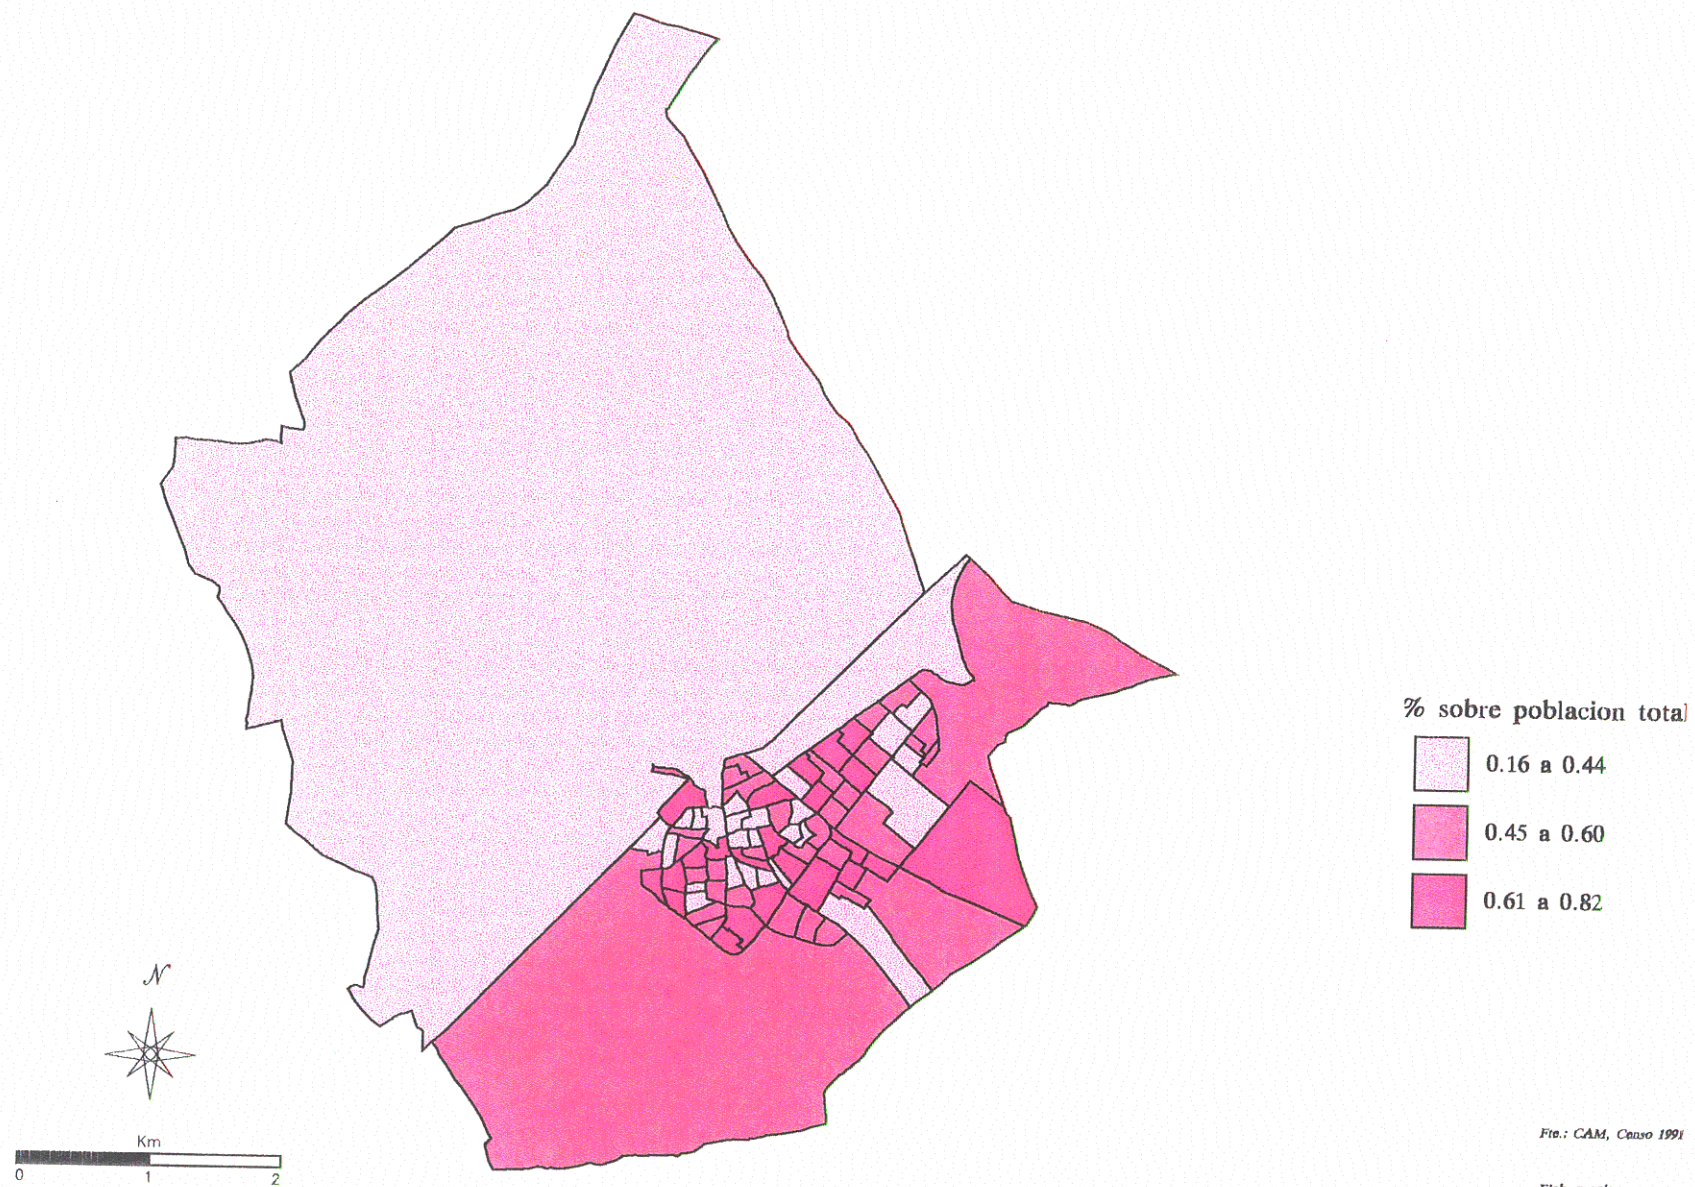 % sobre poblacion total
0.16 a 0.44
0.45 a 0.60
0.61 a 0.82
N
Km
0 1 2
Fte.: CAM, Censo 1991